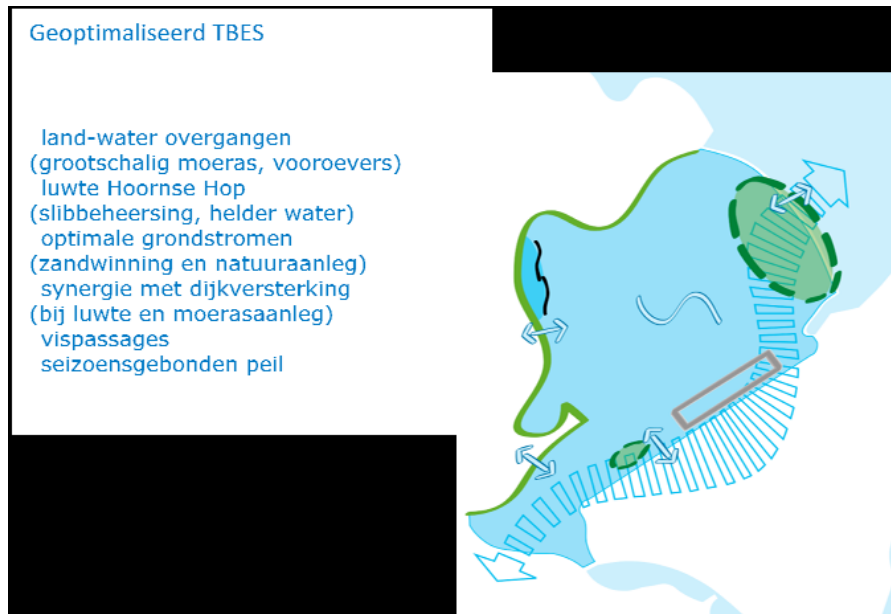 Geoptimaliseerd TBES
land-water overgangen
(grootschalig moeras, vooroevers)
luwte Hoornse Hop
(slibbeheersing, helder water)
optimale grondstromen
(zandwinning en natuuraanleg)
synergie met dijkversterking
(bij luwte en moerasaanleg)
vispassages
seizoensgebonden peil